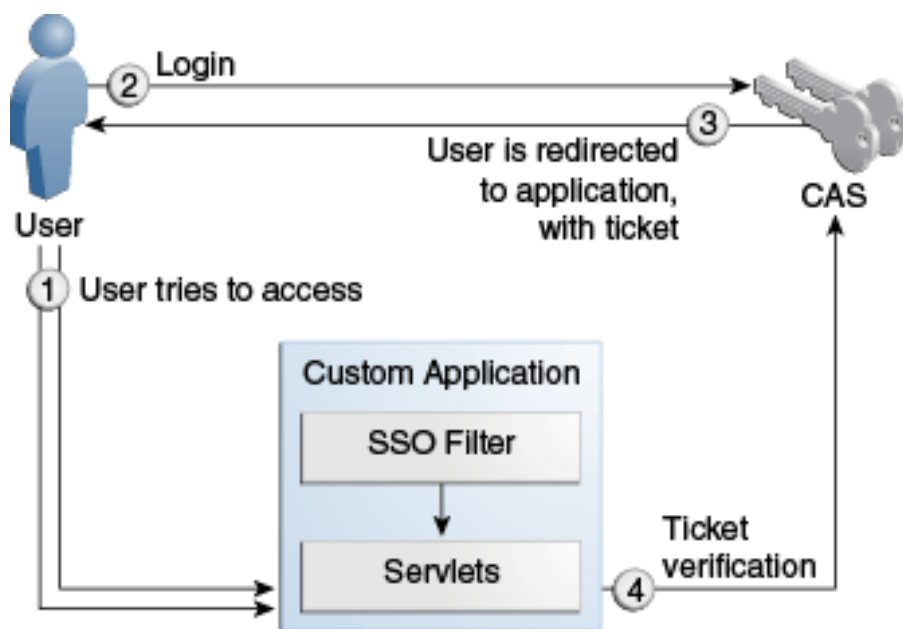 2 Login
3
User is redirected
to application,
with ticket
CAS
User
1 User tries to access
Custom Application
SSO Filter
Servlets
Ticket
verification
4